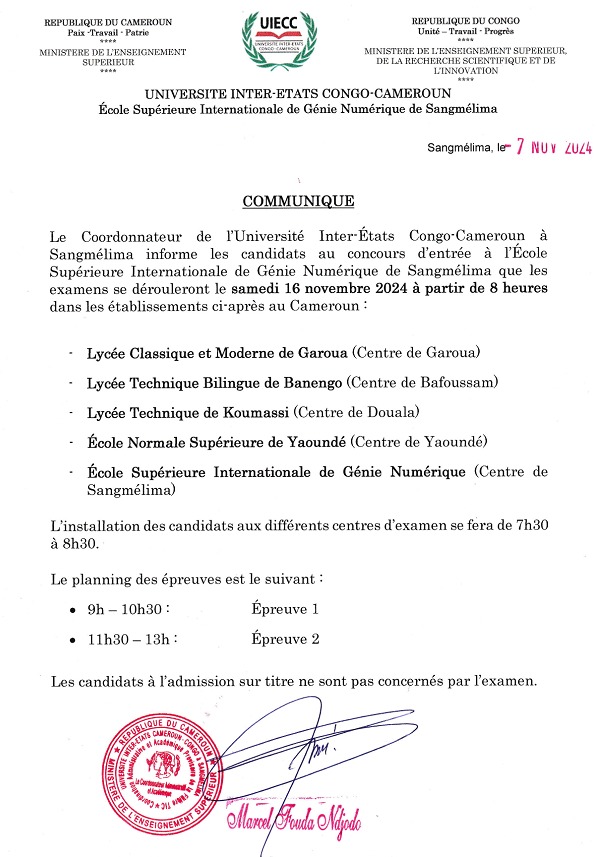 REPUBLIQUE DU CAMEROUN
Paix -Travail - Patrie
****
MINISTERE DE L'ENSEIGNEMENT
SUPERIEUR
****
UIECC
UNIVERSITE INTER-ETATS
CONGO-CAMEROUN
REPUBLIQUE DU CONGO
Unité – Travail - Progrès
****
MINISTERE DE L'ENSEIGNEMENT SUPERIEUR,
DE LA RECHERCHE SCIENTIFIQUE ET DE
L'INNOVATION
****
UNIVERSITE INTER-ETATS CONGO-CAMEROUN
École Supérieure Internationale de Génie Numérique de Sangmélima
Sangmélima, le - 7 NOV 2024
COMMUNIQUE
Le Coordonnateur de l'Université Inter-États Congo-Cameroun à
Sangmélima informe les candidats au concours d'entrée à l'École
Supérieure Internationale de Génie Numérique de Sangmélima que les
examens se dérouleront le samedi 16 novembre 2024 à partir de 8 heures
dans les établissements ci-après au Cameroun :
- Lycée Classique et Moderne de Garoua (Centre de Garoua)
- Lycée Technique Bilingue de Banengo (Centre de Bafoussam)
- Lycée Technique de Koumassi (Centre de Douala)
- École Normale Supérieure de Yaoundé (Centre de Yaoundé)
- École Supérieure Internationale de Génie Numérique (Centre de
Sangmélima)
L'installation des candidats aux différents centres d'examen se fera de 7h30
à 8h30.
Le planning des épreuves est le suivant :
• 9h – 10h30 : Épreuve 1
• 11h30 – 13h : Épreuve 2
Les candidats à l'admission sur titre ne sont pas concernés par l'examen.
REPUBLIQUE DU CAMEROUN
MINISTERE DE L'ENSEIGNEMENT SUPERIEUR
UNIVERSITE INTER-ETATS CAMEROUN-CONGO A SANGMELIMA
Le Coordonnateur Administratif
et Académique
Marcel Fouda Ndjodo